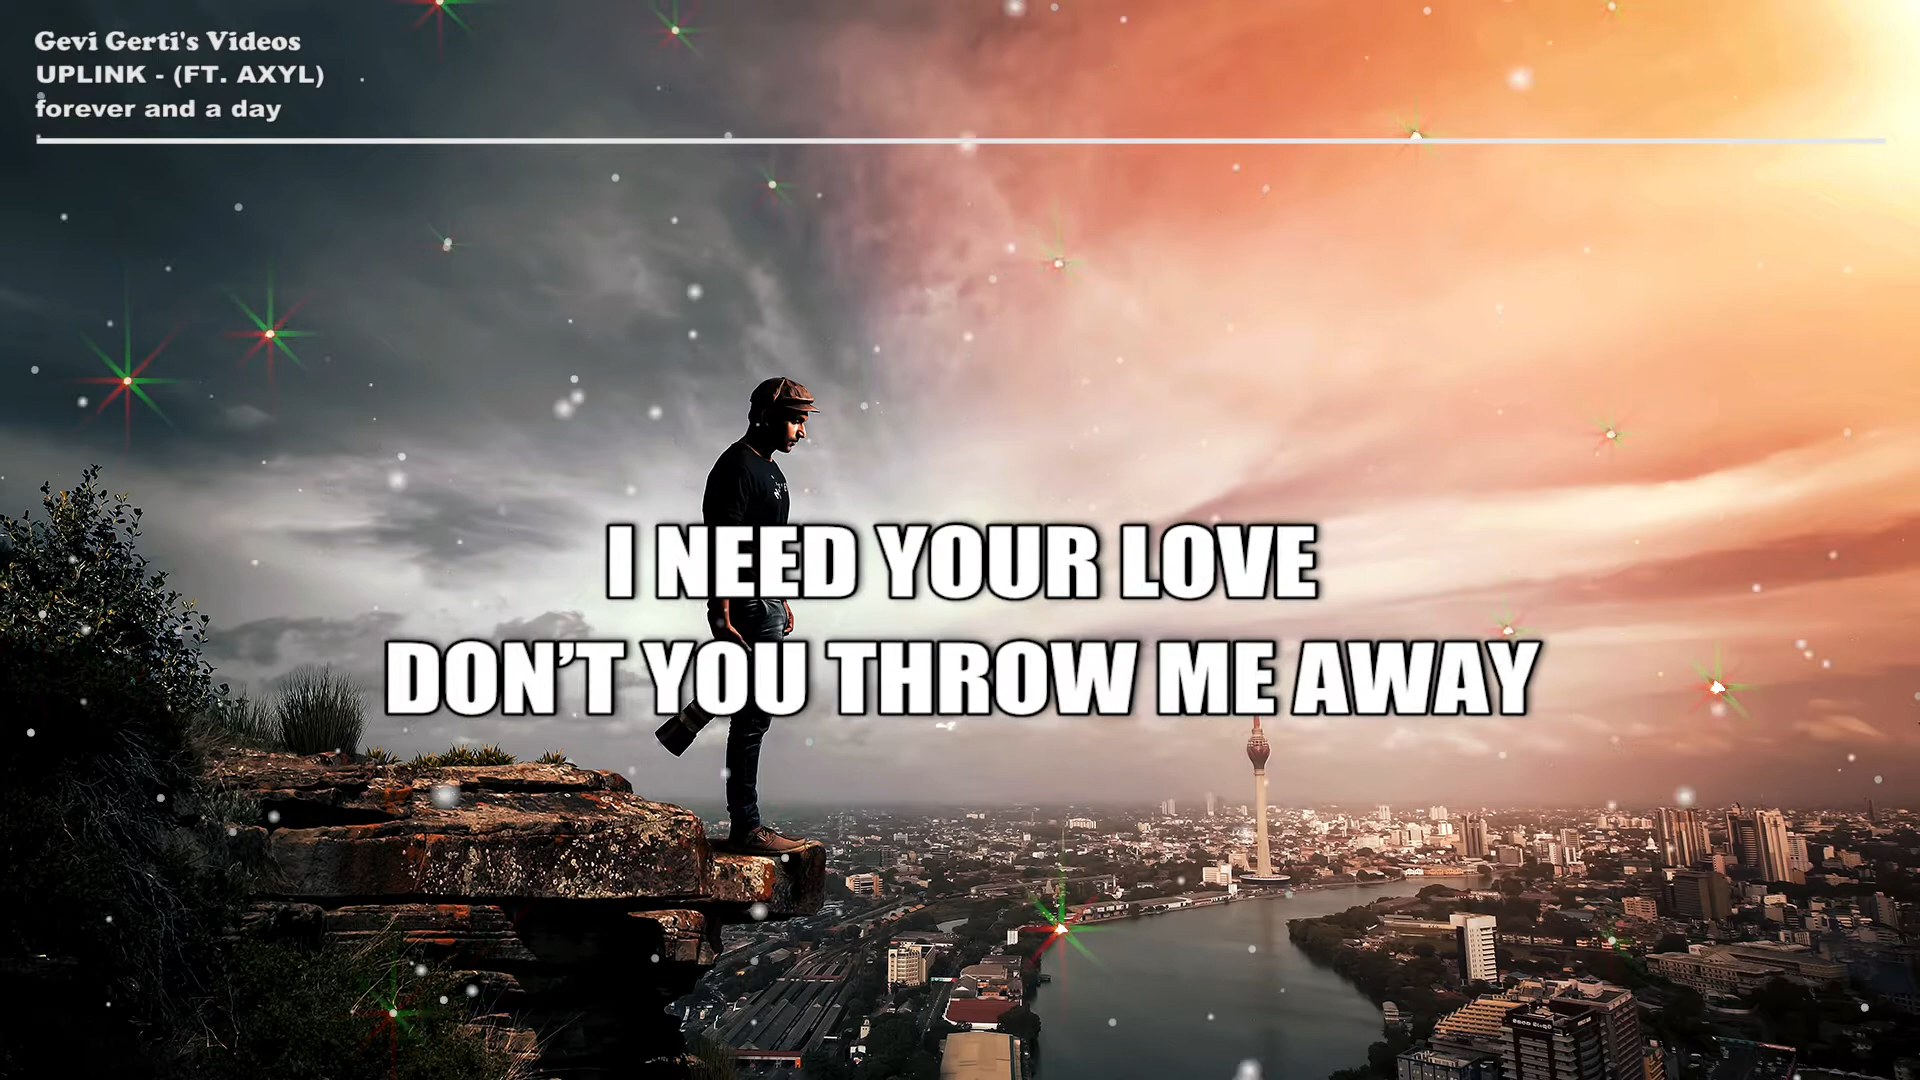 Gevi Gerti's Videos
UPLINK - (FT. AXYL)
forever and a day
I NEED YOUR LOVE
DON'T YOU THROW ME AWAY